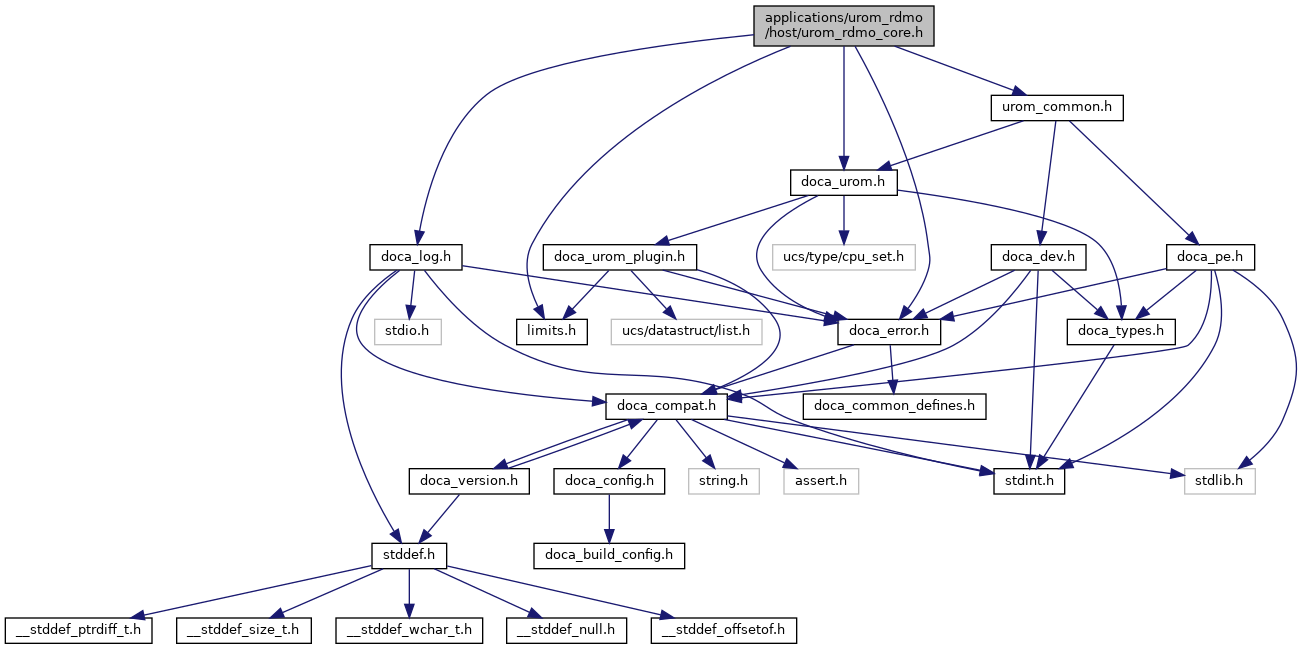 applications/urom_rdmo
/host/urom_rdmo_core.h
urom_common.h
doca_urom.h
doca_log.h
doca_urom_plugin.h
ucs/type/cpu_set.h
doca_dev.h
doca_pe.h
stdio.h
limits.h
ucs/datastruct/list.h
doca_error.h
doca_types.h
doca_compat.h
doca_common_defines.h
doca_version.h
doca_config.h
string.h
assert.h
stdint.h
stdlib.h
stddef.h
doca_build_config.h
__stddef_ptrdiff_t.h
__stddef_size_t.h
__stddef_wchar_t.h
__stddef_null.h
__stddef_offsetof.h